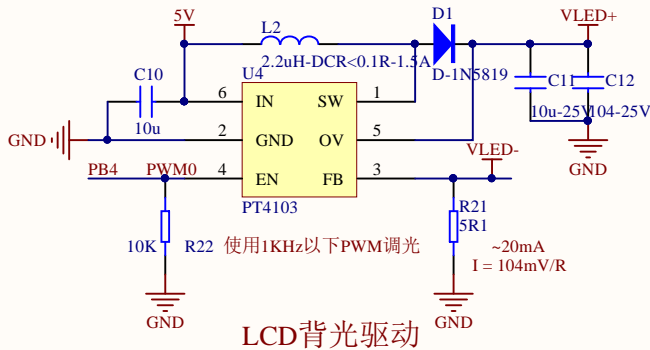 5V
L2
D1
VLED+
2.2uH-DCR<0.1R-1.5A
D-1N5819
C10
10u
U4
6 IN SW 1
2 GND OV 5
4 EN FB 3
PT4103
GND
C11
10u-25V
C12
104-25V
GND
VLED-
PB4 PWM0
10K
R22
使用1KHz以下PWM调光
R21
5R1
~20mA
I = 104mV/R
GND
GND
LCD背光驱动